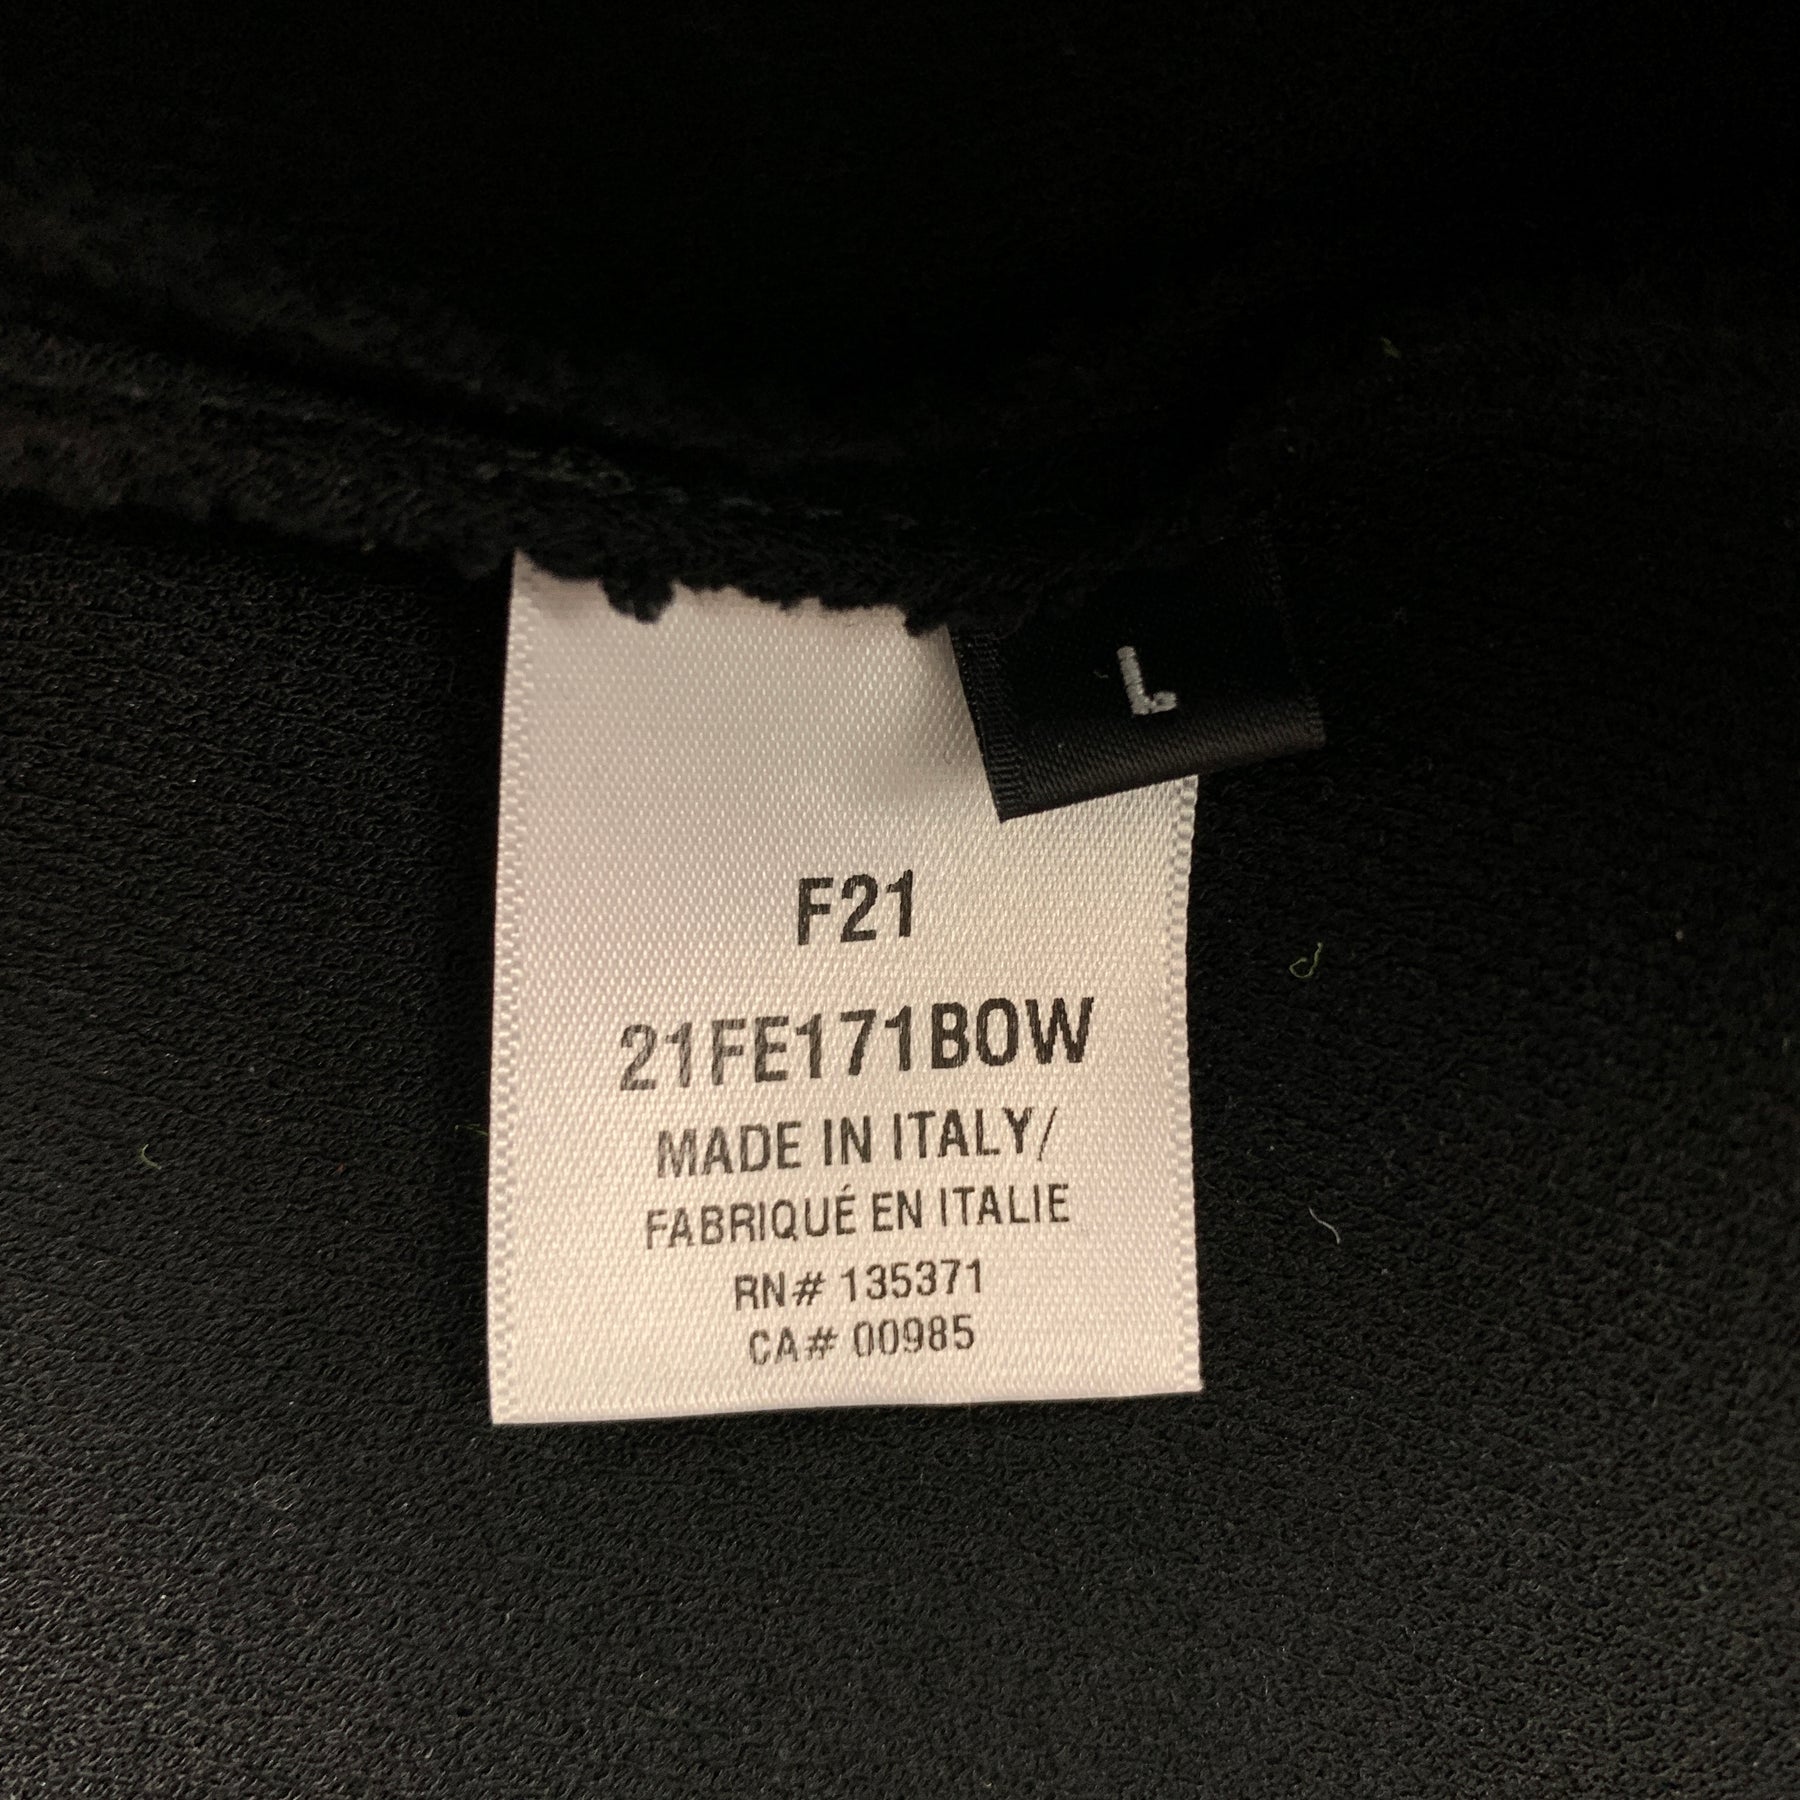 L
F21
21FE171BOW
MADE IN ITALY/
FABRIQUÉ EN ITALIE
RN# 135371
CA# 00985